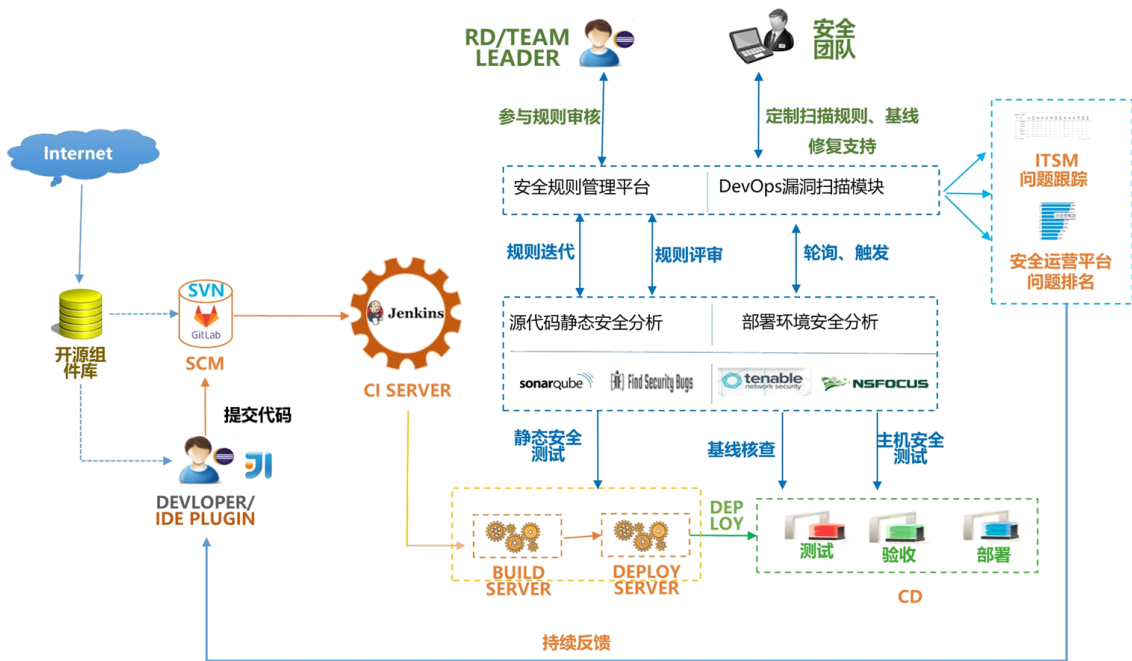 RD/TEAM
LEADER
安全
团队
参与规则审核
定制扫描规则、基线
修复支持
Internet
安全规则管理平台
DevOps漏洞扫描模块
ITSM
问题跟踪
规则迭代
规则评审
轮询、触发
安全运营平台
问题排名
SVN
GitLab
SCM
Jenkins
CI SERVER
开源组
件库
源代码静态安全分析
部署环境安全分析
sonarqube
Find Security Bugs
tenable
network security
NSFOCUS
提交代码
静态安全
测试
基线核查
主机安全
测试
DEVLOPER/
IDE PLUGIN
DEP
LOY
测试
验收
部署
BUILD
SERVER
DEPLOY
SERVER
CD
持续反馈